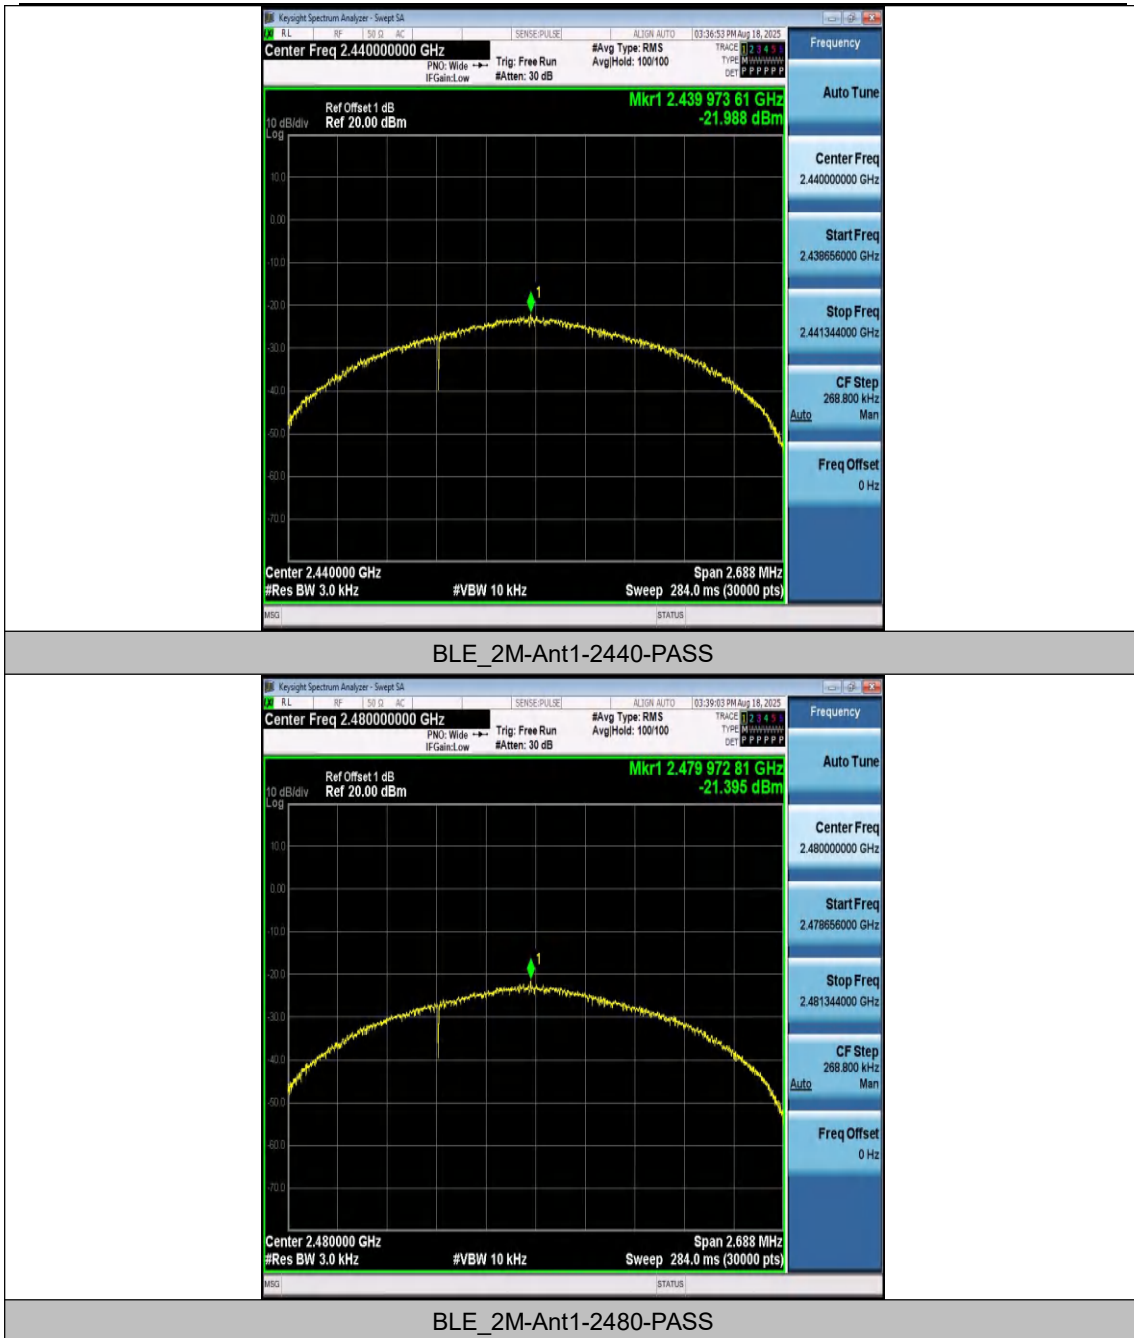 Keysight Spectrum Analyzer - Swept SA
RL RF 50 Ω AC SENSE:PULSE ALIGN AUTO 03:36:53 PM Aug 18, 2025
Center Freq 2.440000000 GHz
PNO: Wide
IFGain:Low
Trig: Free Run
#Atten: 30 dB
#Avg Type: RMS
Avg|Hold: 100/100
TRACE 1 2 3 4 5 6
TYPE M W W W W W
DET P P P P P P
Frequency
Mkr1 2.439 973 61 GHz
-21.988 dBm
Ref Offset 1 dB
10 dB/div Ref 20.00 dBm
Log
10.0
0.00
-10.0
-20.0
-30.0
-40.0
-50.0
-60.0
-70.0
1
Center 2.440000 GHz Span 2.688 MHz
#Res BW 3.0 kHz #VBW 10 kHz Sweep 284.0 ms (30000 pts)
MSG STATUS
Auto Tune
Center Freq
2.440000000 GHz
Start Freq
2.438656000 GHz
Stop Freq
2.441344000 GHz
CF Step
268.800 kHz
Auto Man
Freq Offset
0 Hz
BLE_2M-Ant1-2440-PASS
Keysight Spectrum Analyzer - Swept SA
RL RF 50 Ω AC SENSE:PULSE ALIGN AUTO 03:39:03 PM Aug 18, 2025
Center Freq 2.480000000 GHz
PNO: Wide
IFGain:Low
Trig: Free Run
#Atten: 30 dB
#Avg Type: RMS
Avg|Hold: 100/100
TRACE 1 2 3 4 5 6
TYPE M W W W W W
DET P P P P P P
Frequency
Mkr1 2.479 972 81 GHz
-21.395 dBm
Ref Offset 1 dB
10 dB/div Ref 20.00 dBm
Log
10.0
0.00
-10.0
-20.0
-30.0
-40.0
-50.0
-60.0
-70.0
1
Center 2.480000 GHz Span 2.688 MHz
#Res BW 3.0 kHz #VBW 10 kHz Sweep 284.0 ms (30000 pts)
MSG STATUS
Auto Tune
Center Freq
2.480000000 GHz
Start Freq
2.478656000 GHz
Stop Freq
2.481344000 GHz
CF Step
268.800 kHz
Auto Man
Freq Offset
0 Hz
BLE_2M-Ant1-2480-PASS